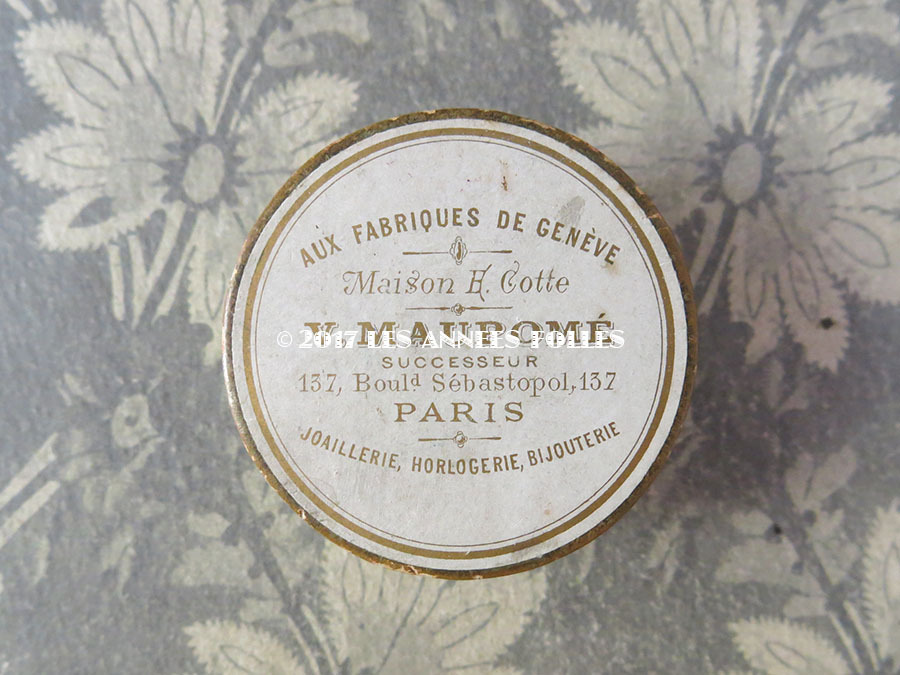 AUX FABRIQUES DE GENÈVE
Maison E. Cotte
V. MAUROMÉ
© 2017 LES ANNEES FOLLES
SUCCESSEUR
137, Bould Sébastopol, 137
PARIS
JOAILLERIE, HORLOGERIE, BIJOUTERIE